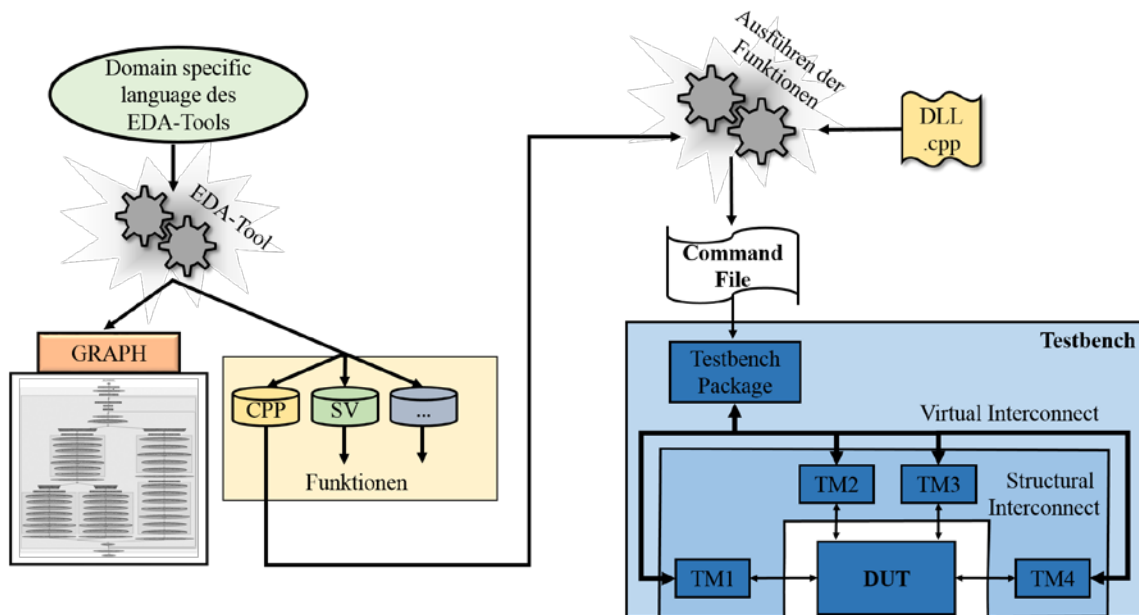 Domain specific
language des
EDA-Tools
EDA-Tool
GRAPH
CPP
SV
...
Funktionen
Ausführen der
Funktionen
DLL
.cpp
Command
File
Testbench
Testbench
Package
Virtual Interconnect
TM2
TM3
Structural
Interconnect
TM1
DUT
TM4